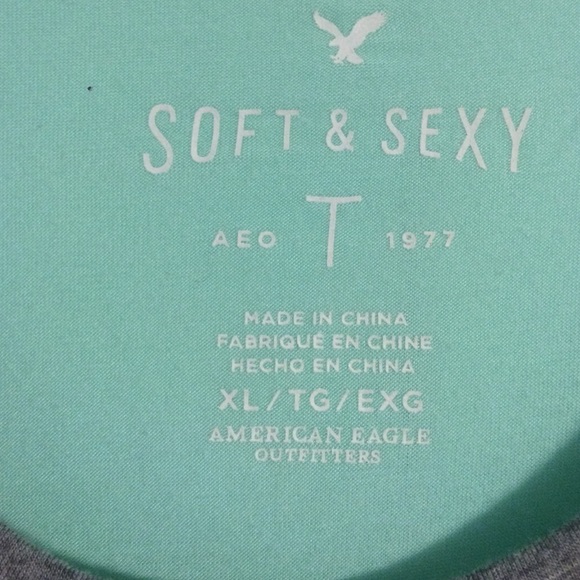 SOFT & SEXY
AEO T 1977
MADE IN CHINA
FABRIQUÉ EN CHINE
HECHO EN CHINA
XL/TG/EXG
AMERICAN EAGLE
OUTFITTERS